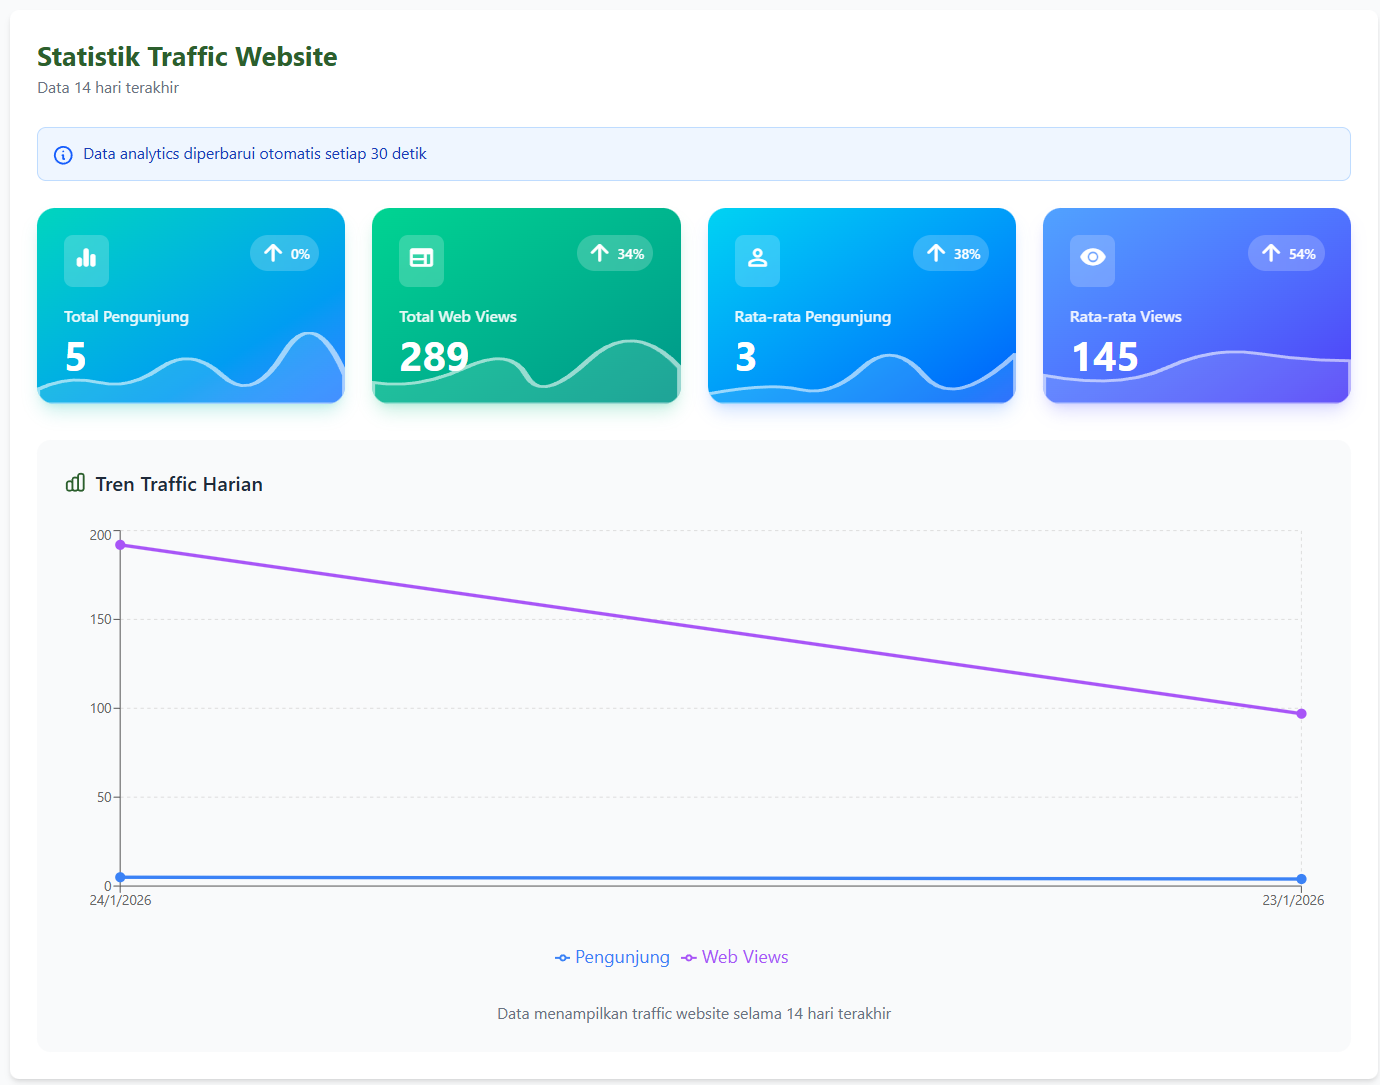 Statistik Traffic Website
Data 14 hari terakhir
Data analytics diperbarui otomatis setiap 30 detik
0%
Total Pengunjung
5
34%
Total Web Views
289
38%
Rata-rata Pengunjung
3
54%
Rata-rata Views
145
Tren Traffic Harian
200
150
100
50
0
24/1/2026
23/1/2026
Pengunjung
Web Views
Data menampilkan traffic website selama 14 hari terakhir